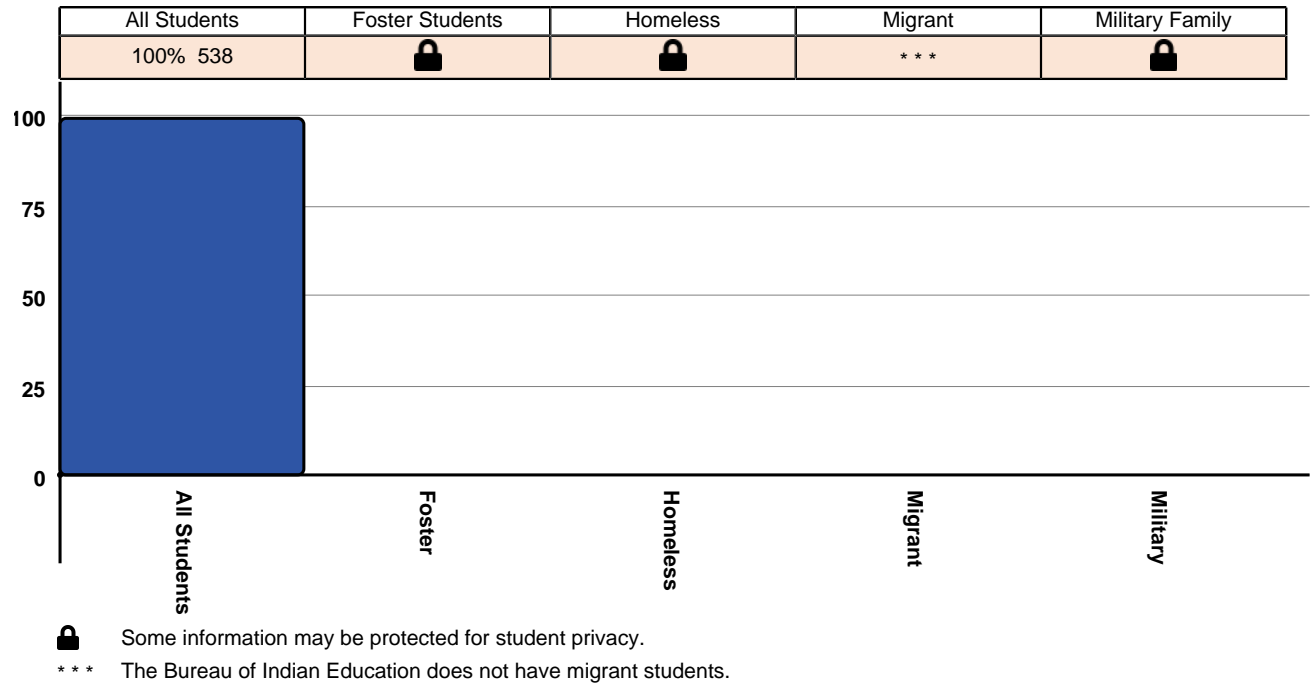 All Students Foster Students Homeless Migrant Military Family
100% 538 * * *
100
75
50
25
0
All Students
Foster
Homeless
Migrant
Military
Some information may be protected for student privacy.
* * * The Bureau of Indian Education does not have migrant students.